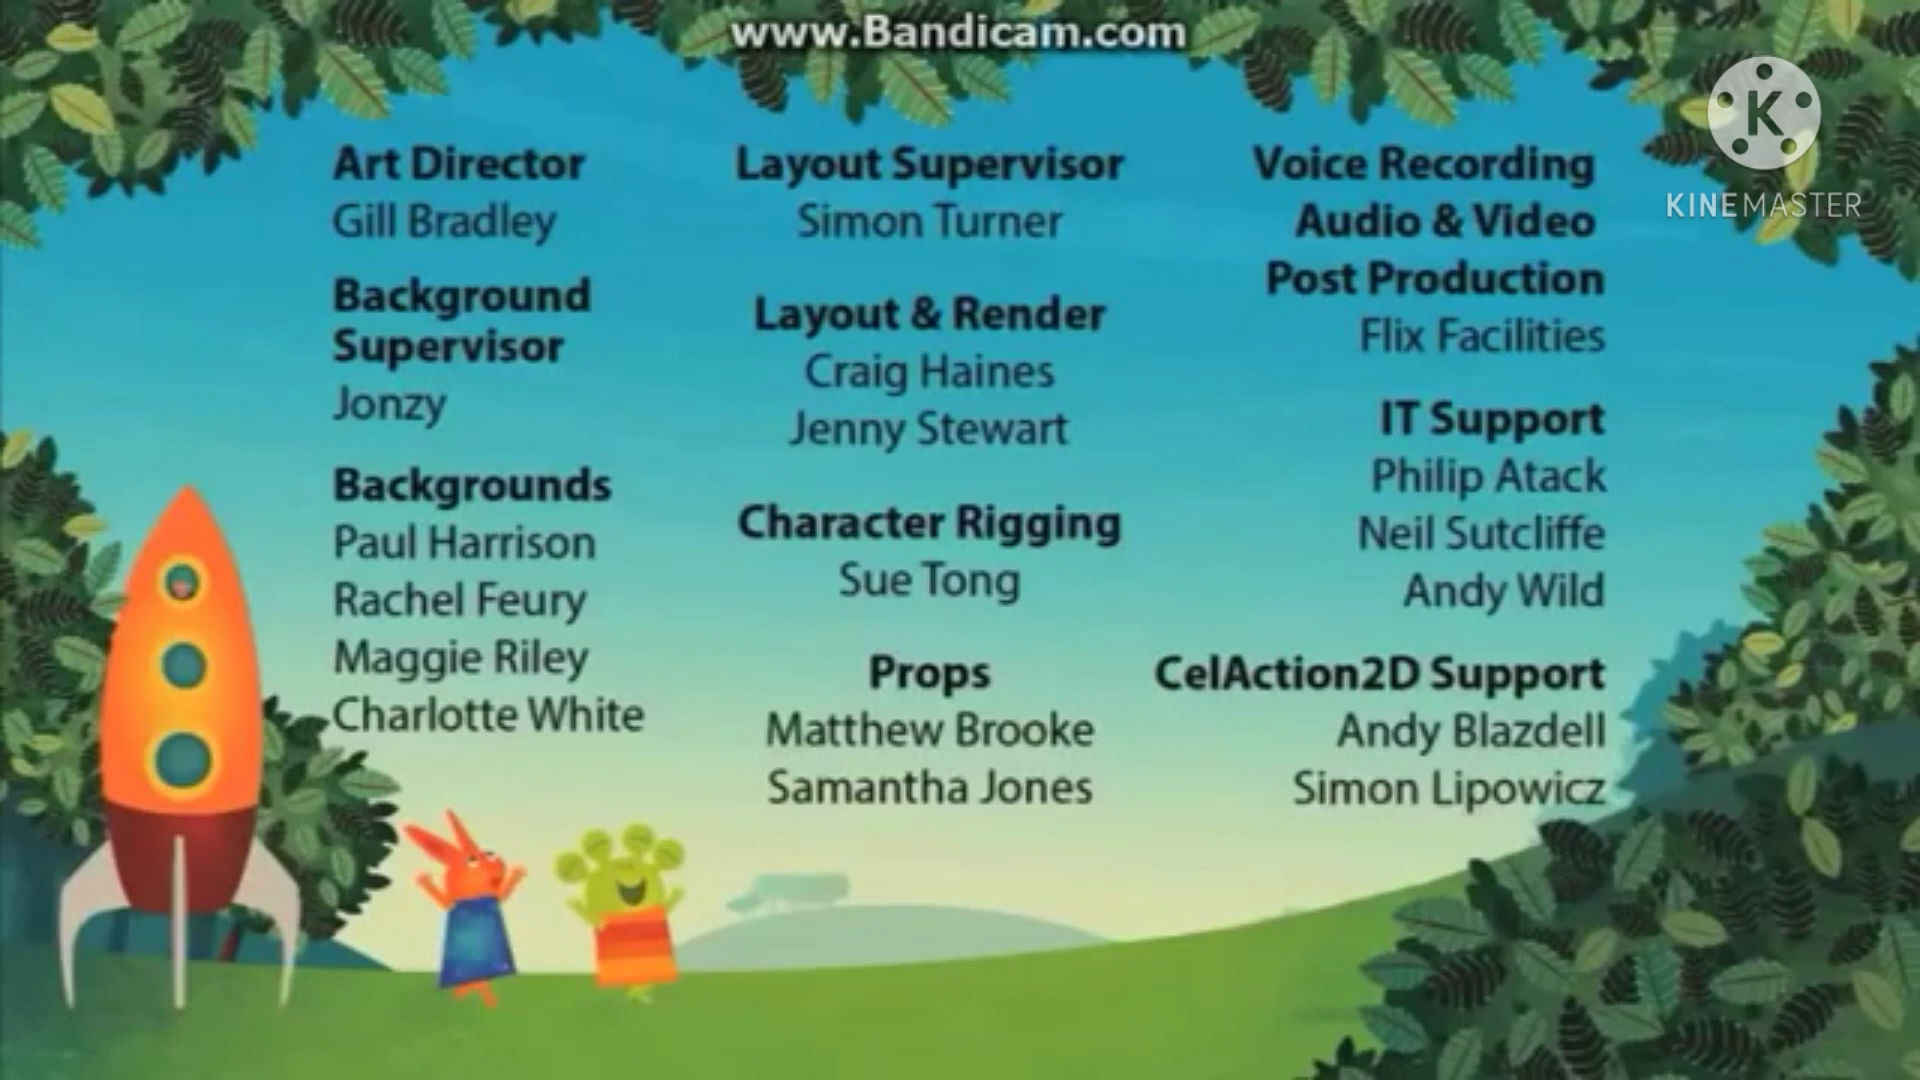 www.Bandicam.com
K
KINEMASTER
Art Director
Gill Bradley
Background
Supervisor
Jonzy
Backgrounds
Paul Harrison
Rachel Feury
Maggie Riley
Charlotte White
Layout Supervisor
Simon Turner
Layout & Render
Craig Haines
Jenny Stewart
Character Rigging
Sue Tong
Props
Matthew Brooke
Samantha Jones
Voice Recording
Audio & Video
Post Production
Flix Facilities
IT Support
Philip Atack
Neil Sutcliffe
Andy Wild
CelAction2D Support
Andy Blazdell
Simon Lipowicz